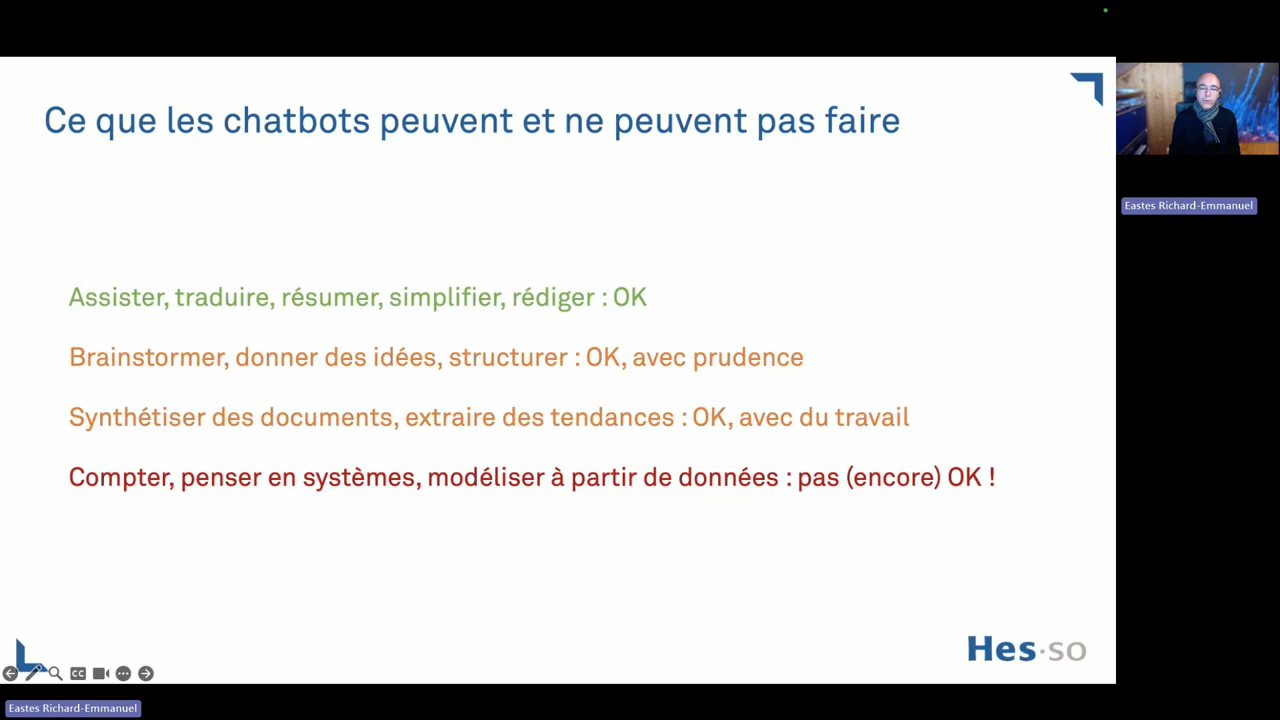 Ce que les chatbots peuvent et ne peuvent pas faire
Eastes Richard-Emmanuel
Assister, traduire, résumer, simplifier, rédiger : OK
Brainstormer, donner des idées, structurer : OK, avec prudence
Synthétiser des documents, extraire des tendances : OK, avec du travail
Compter, penser en systèmes, modéliser à partir de données : pas (encore) OK !
Hes·so
CC
Eastes Richard-Emmanuel